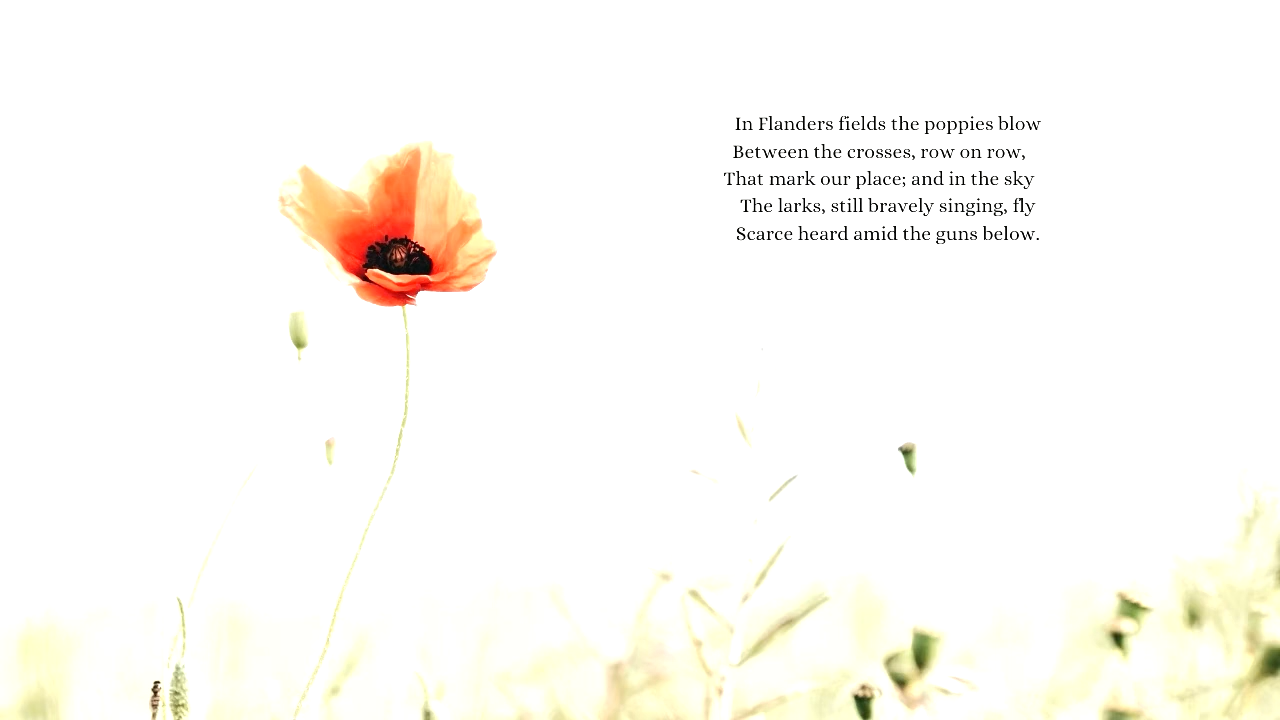 In Flanders fields the poppies blow
Between the crosses, row on row,
That mark our place; and in the sky
The larks, still bravely singing, fly
Scarce heard amid the guns below.